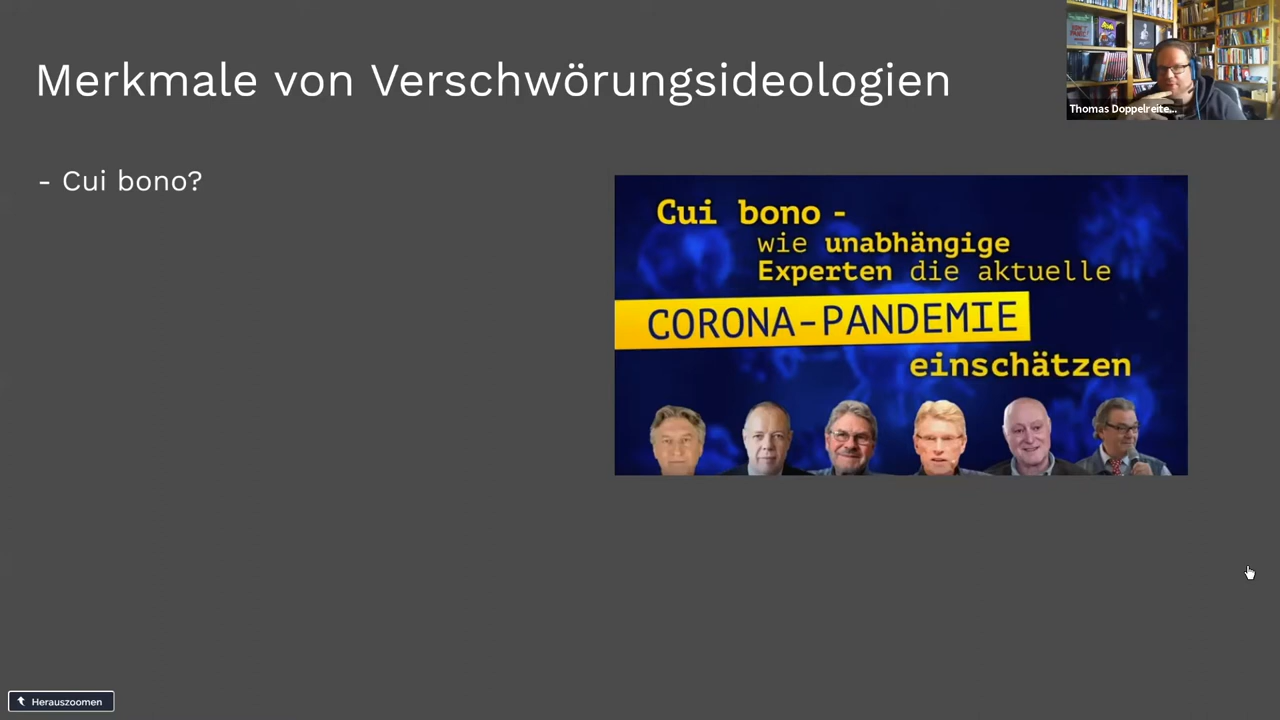 Merkmale von Verschwörungsideologien
Thomas Doppelreite...
- Cui bono?
Cui bono -
wie unabhängige
Experten die aktuelle
CORONA-PANDEMIE
einschätzen
Herauszoomen